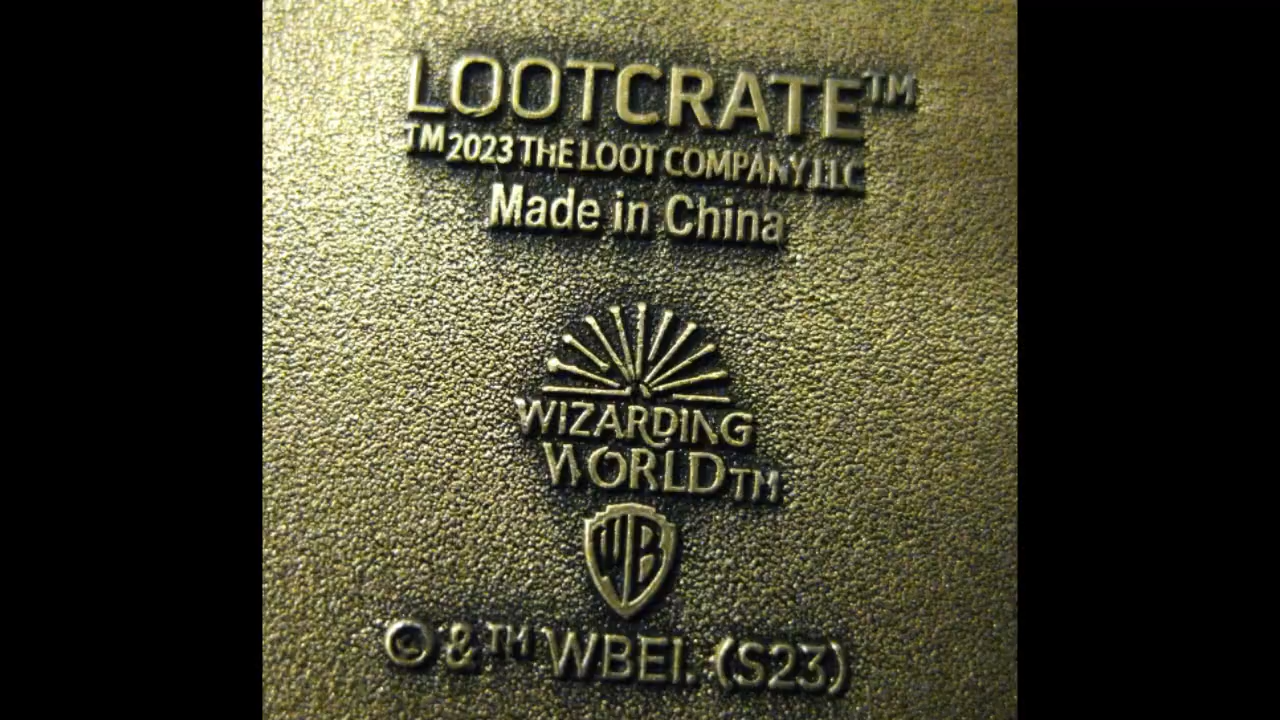 LOOTCRATE™
™ 2023 THE LOOT COMPANY, LLC
Made in China
WIZARDING
WORLD™
WB
© & ™ WBEI. (S23)